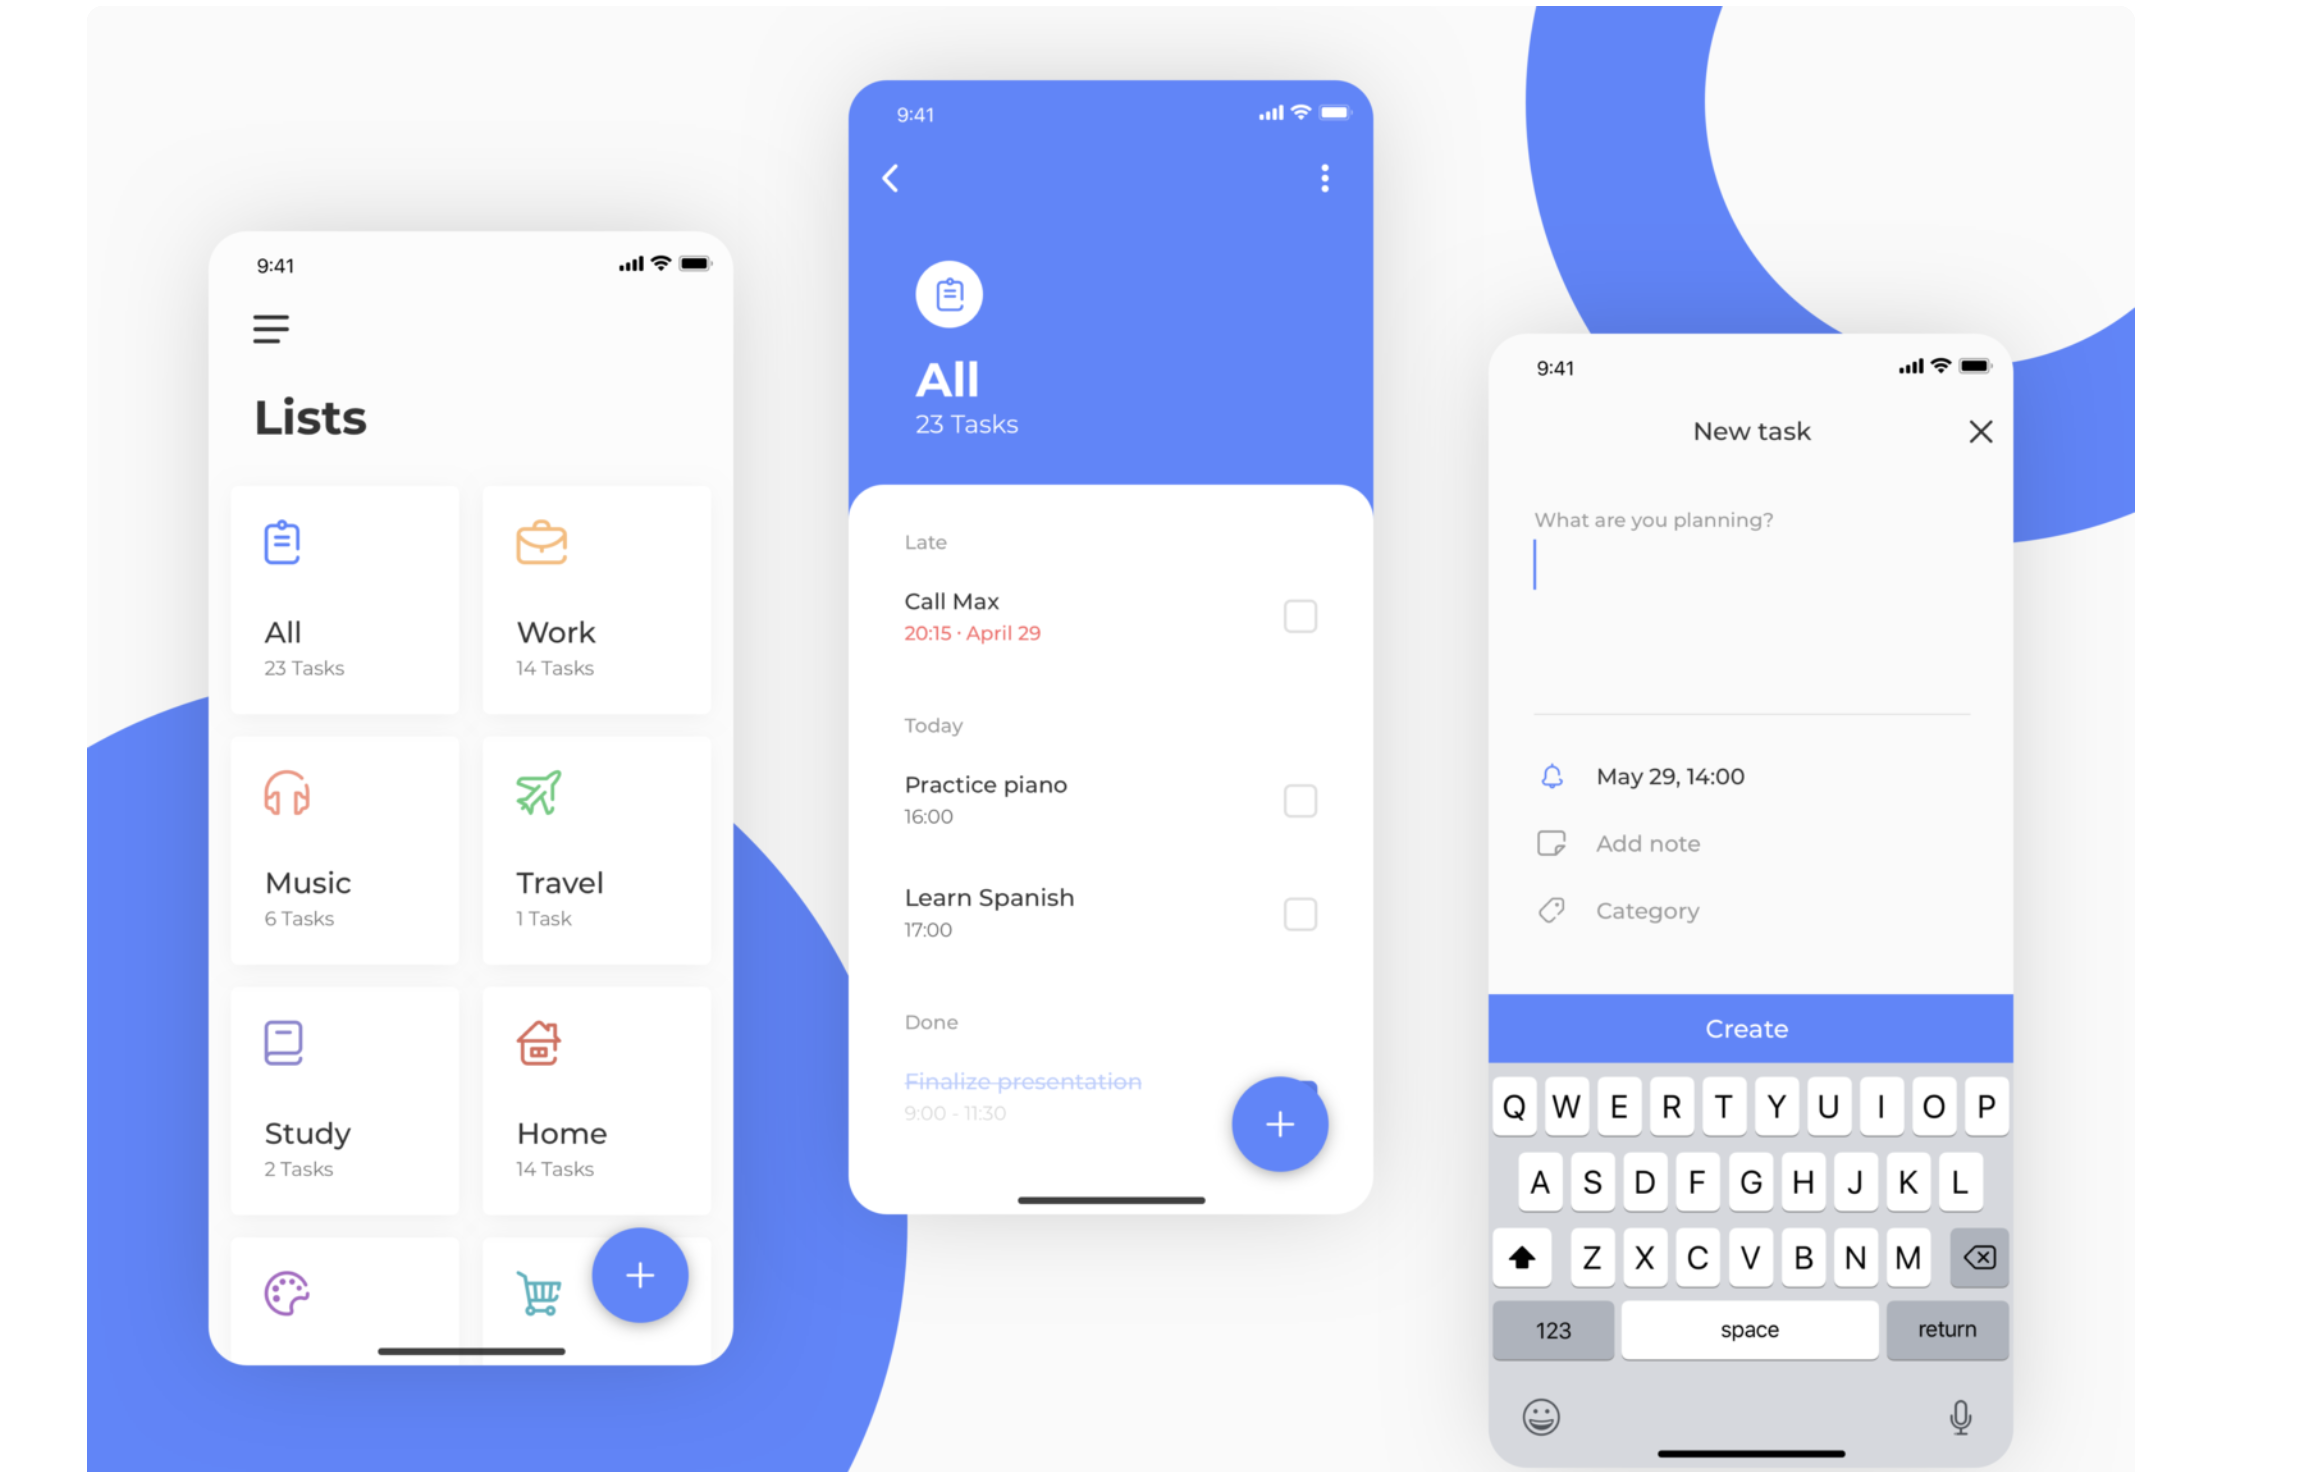 9:41
Lists
All
23 Tasks
Work
14 Tasks
Music
6 Tasks
Travel
1 Task
Study
2 Tasks
Home
14 Tasks
9:41
All
23 Tasks
Late
Call Max
20:15 · April 29
Today
Practice piano
16:00
Learn Spanish
17:00
Done
Finalize presentation
9:00 - 11:30
9:41
New task
What are you planning?
May 29, 14:00
Add note
Category
Create
Q W E R T Y U I O P
A S D F G H J K L
Z X C V B N M
123 space return